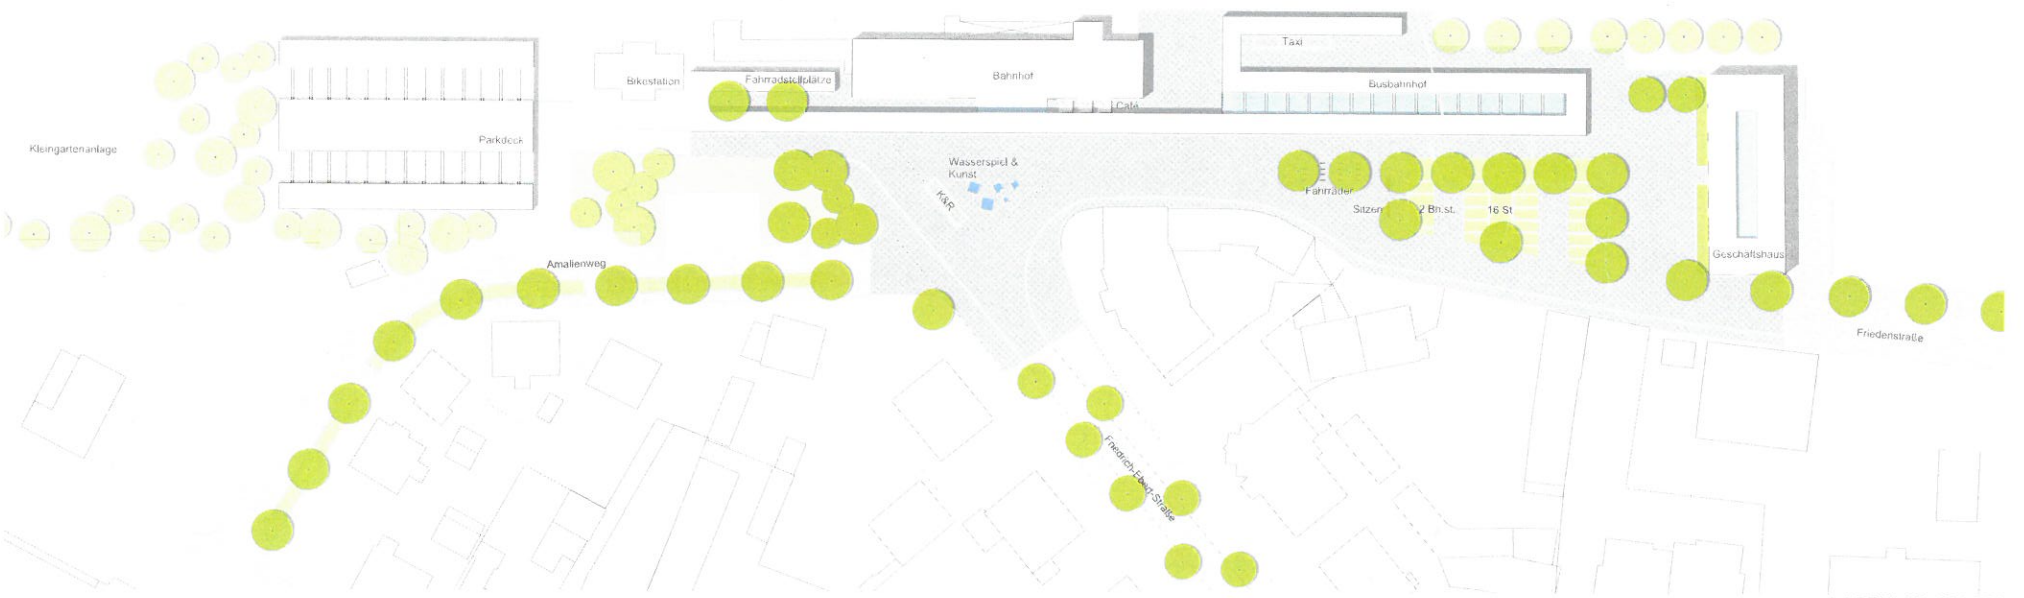 Taxi
Bahnhof
Bikestation
Fahrradstellplätze
Busbahnhof
Café
Parkdeck
Kleingartenanlage
Wasserspiel &
Kunst
K&R
Fahrräder
16 St
Geschäftshaus
Amalienweg
Friedenstraße
Friedrich-Ebert-Straße